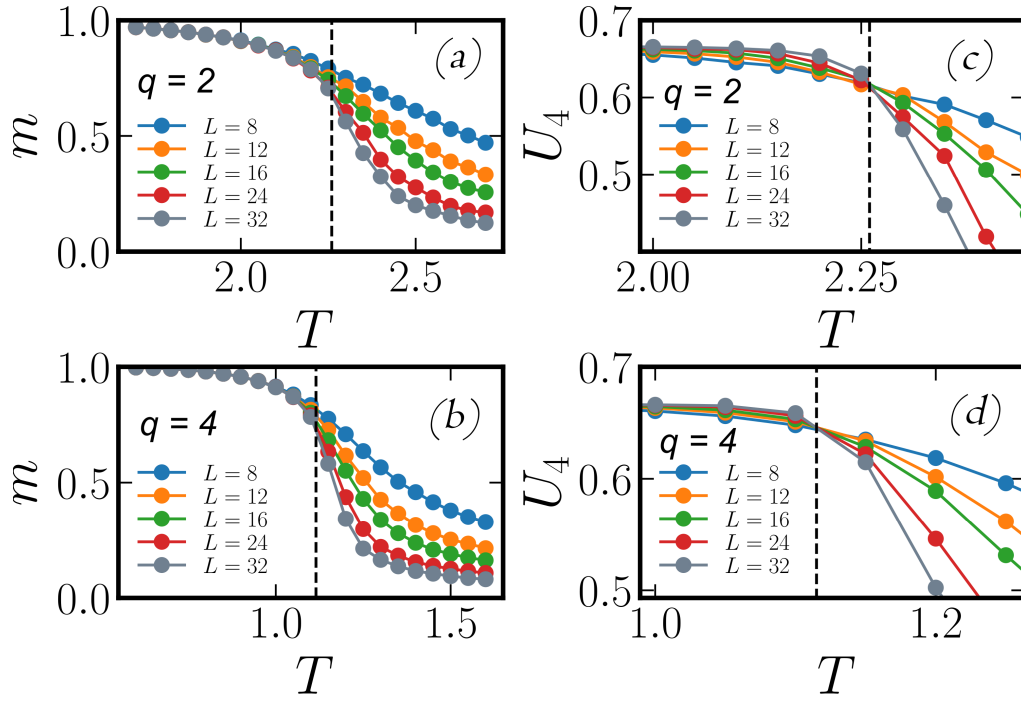 1.0
0.5
0.0
m
(a)
q = 2
L = 8
L = 12
L = 16
L = 24
L = 32
2.0
2.5
T
0.7
0.6
0.5
U₄
(c)
q = 2
L = 8
L = 12
L = 16
L = 24
L = 32
2.00
2.25
T
1.0
0.5
0.0
m
(b)
q = 4
L = 8
L = 12
L = 16
L = 24
L = 32
1.0
1.5
T
0.7
0.6
0.5
U₄
(d)
q = 4
L = 8
L = 12
L = 16
L = 24
L = 32
1.0
1.2
T